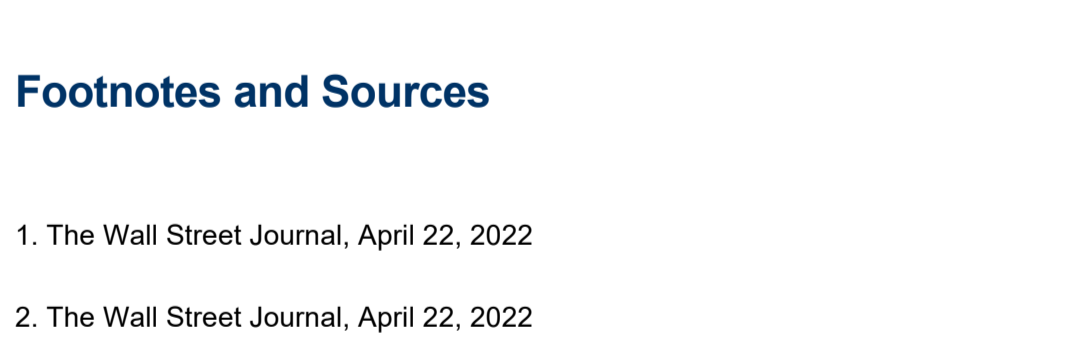 Footnotes and Sources
1. The Wall Street Journal, April 22, 2022
2. The Wall Street Journal, April 22, 2022